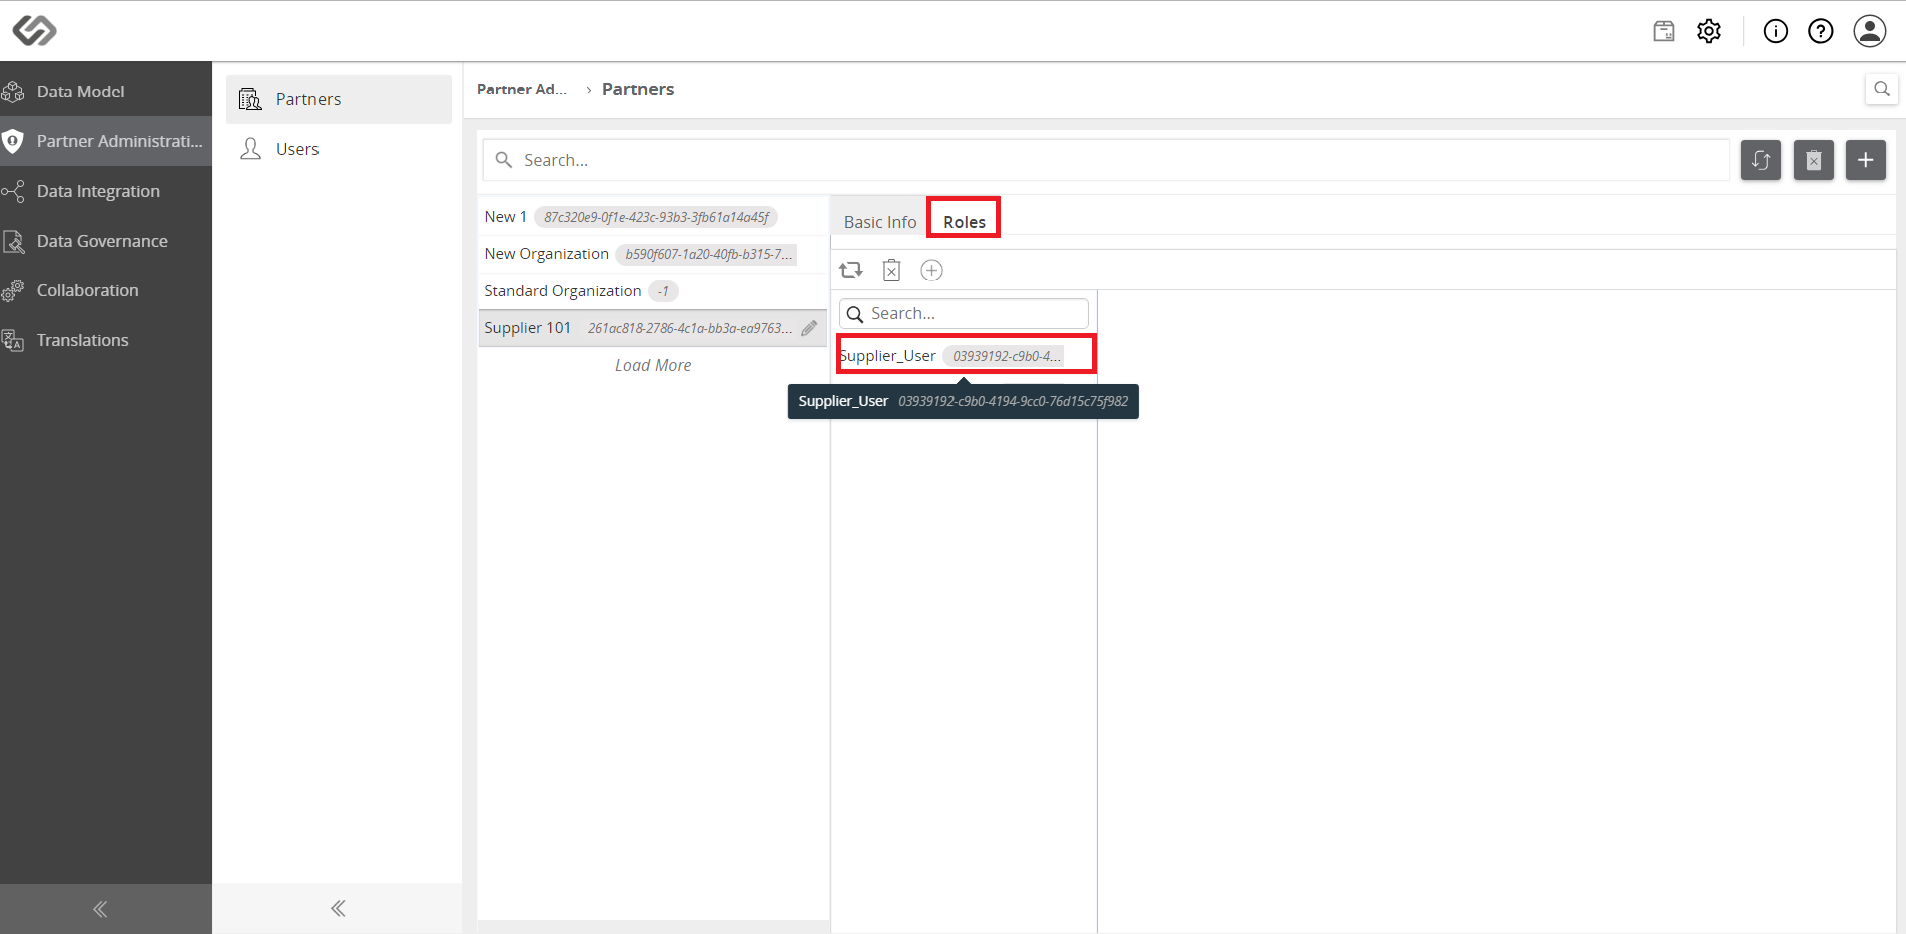 Data Model
Partner Administrati...
Data Integration
Data Governance
Collaboration
Translations
Partners
Users
Partner Ad... › Partners
Search...
New 1 87c320e9-0f1e-423c-93b3-3fb61a14a45f
New Organization b590f607-1a20-40fb-b315-7...
Standard Organization -1
Supplier 101 261ac818-2786-4c1a-bb3a-ea9763...
Load More
Basic Info Roles
Search...
Supplier_User 03939192-c9b0-4...
Supplier_User 03939192-c9b0-4194-9cc0-76d15c75f982